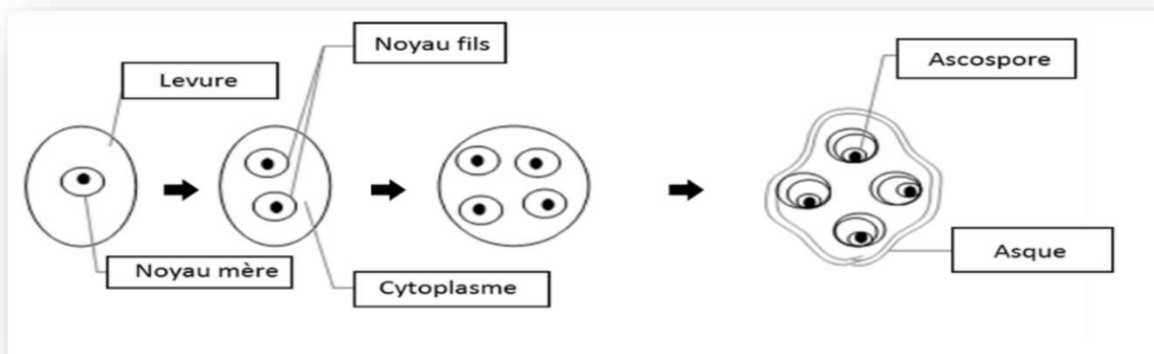 Noyau fils
Ascospore
Levure
Noyau mère
Cytoplasme
Asque